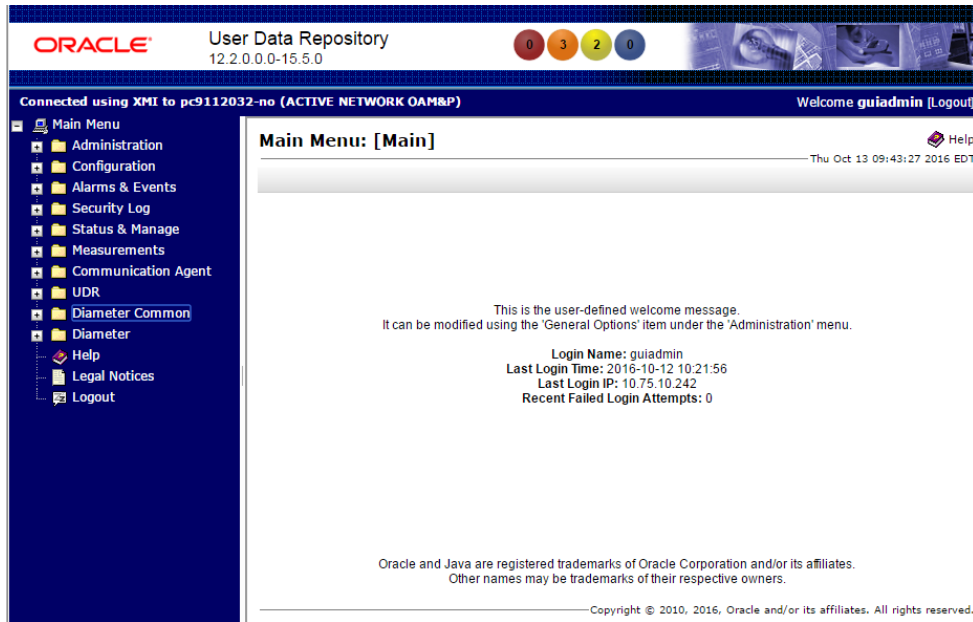 ORACLE®
User Data Repository
12.2.0.0.0-15.5.0
0 3 2 0
Connected using XMI to pc9112032-no (ACTIVE NETWORK OAM&P)
Welcome guiadmin [Logout]
Main Menu
Administration
Configuration
Alarms & Events
Security Log
Status & Manage
Measurements
Communication Agent
UDR
Diameter Common
Diameter
Help
Legal Notices
Logout
Main Menu: [Main]
Help
Thu Oct 13 09:43:27 2016 EDT
This is the user-defined welcome message.
It can be modified using the 'General Options' item under the 'Administration' menu.
Login Name: guiadmin
Last Login Time: 2016-10-12 10:21:56
Last Login IP: 10.75.10.242
Recent Failed Login Attempts: 0
Oracle and Java are registered trademarks of Oracle Corporation and/or its affiliates.
Other names may be trademarks of their respective owners.
Copyright © 2010, 2016, Oracle and/or its affiliates. All rights reserved.